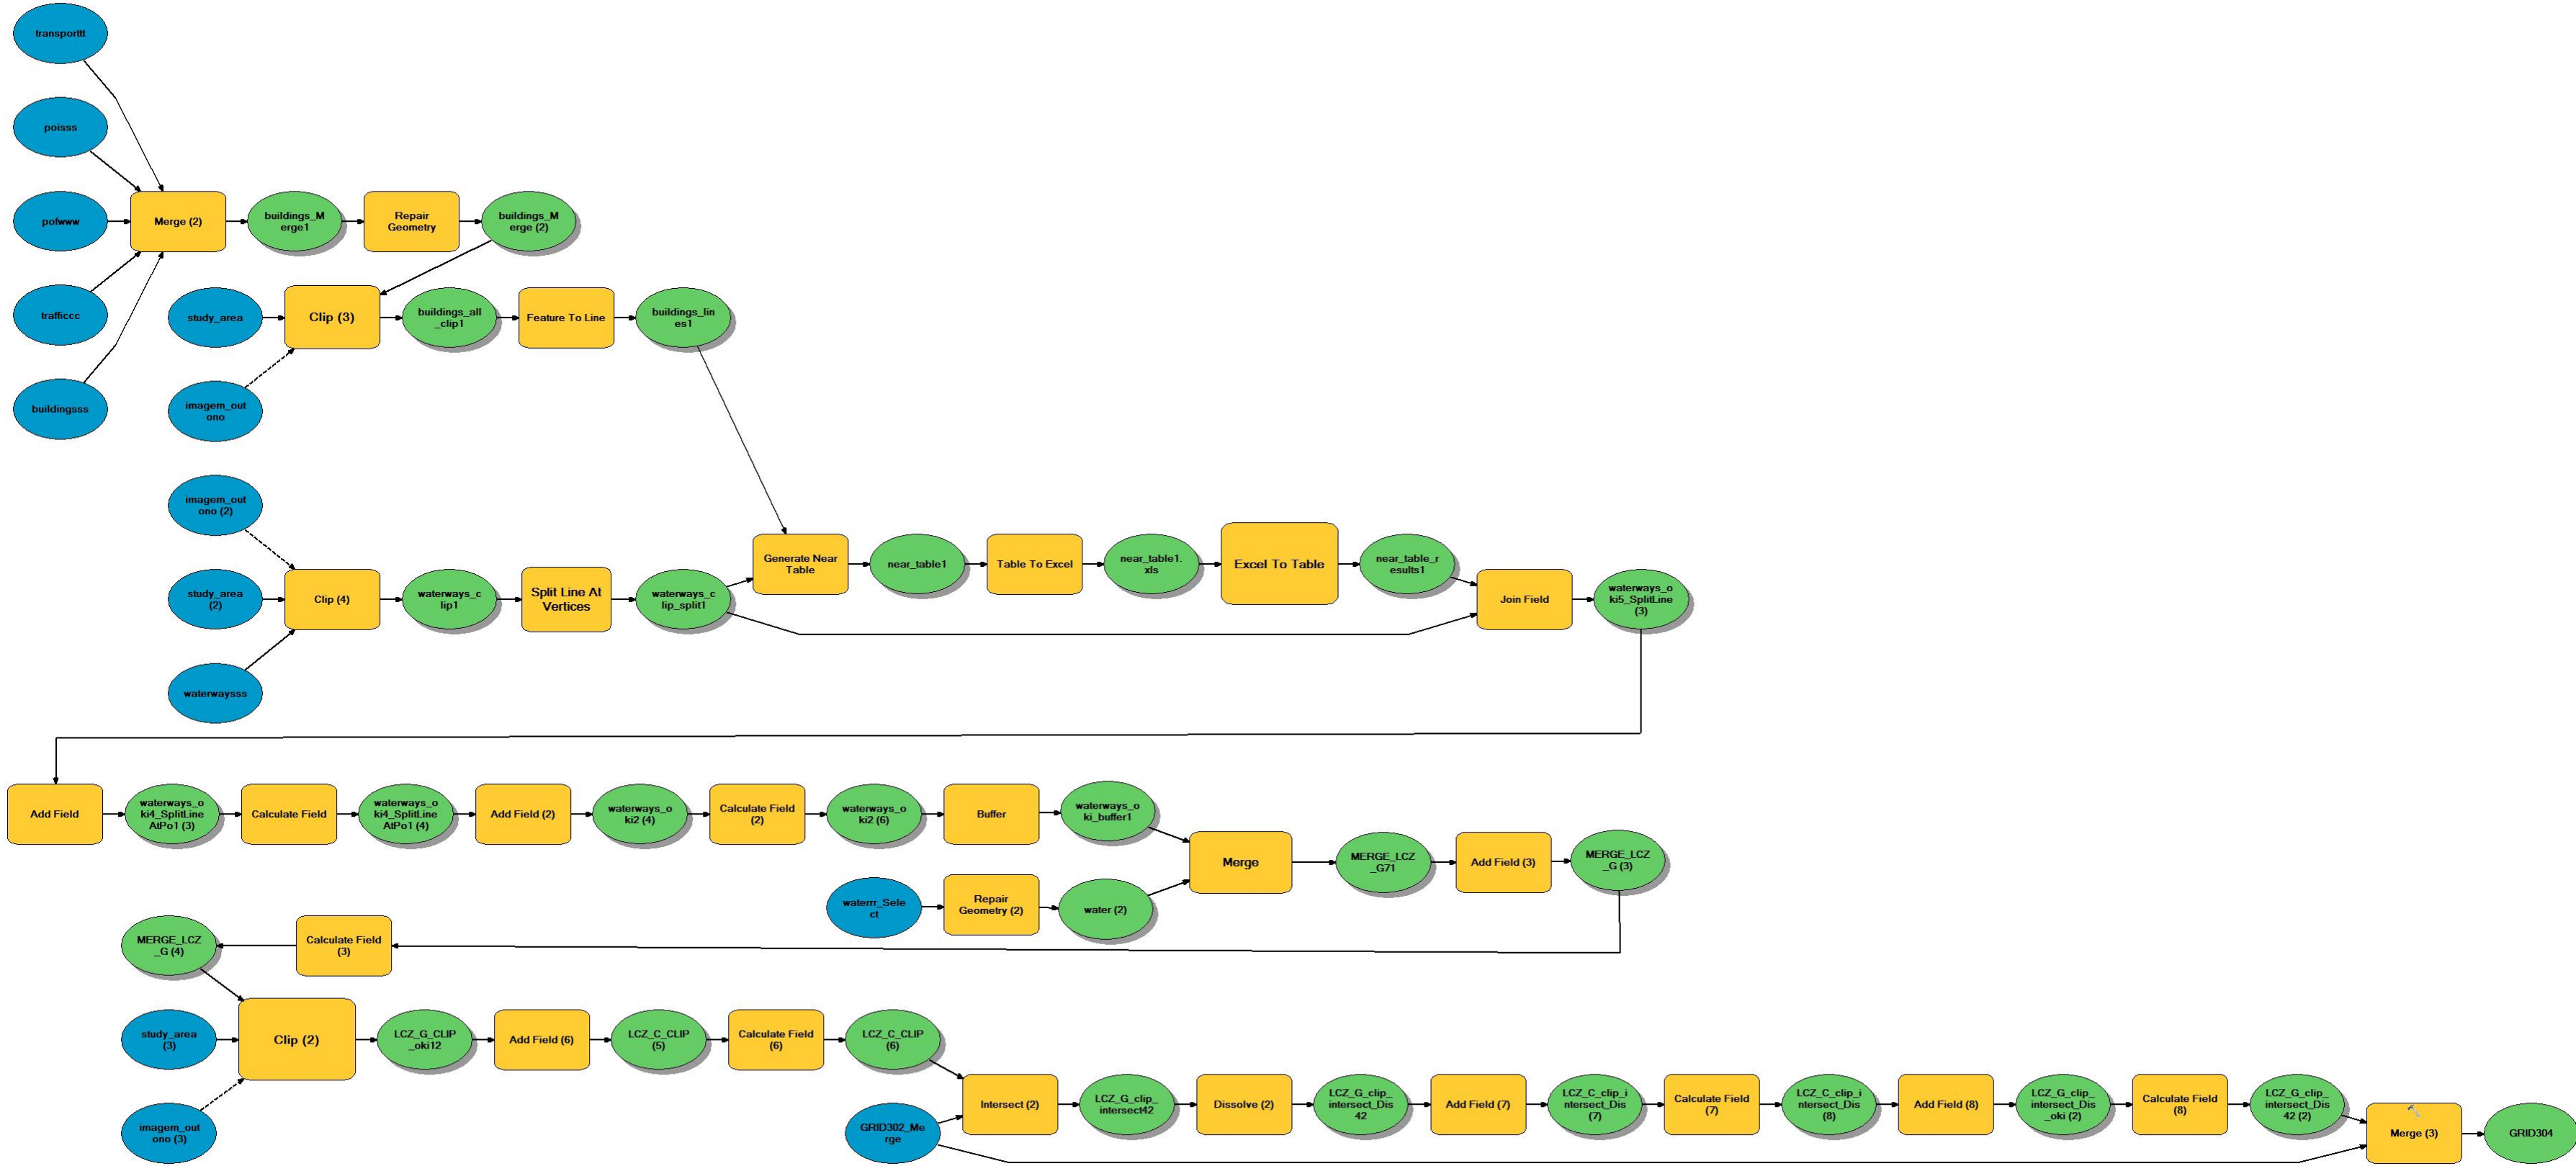 transporttt
poisss
pofwww
Merge (2)
buildings_M
erge1
Repair
Geometry
buildings_M
erge (2)
trafficcc
study_area
Clip (3)
buildings_all
_clip1
Feature To Line
buildings_lin
es1
buildingsss
imagem_out
ono
imagem_out
ono (2)
study_area
(2)
Clip (4)
waterways_c
lip1
Split Line At
Vertices
waterways_c
lip_split1
Generate Near
Table
near_table1
Table To Excel
near_table1.
xls
Excel To Table
near_table_r
esults1
Join Field
waterways_o
ki5_SplitLine
(3)
waterwaysss
Add Field
waterways_o
ki4_SplitLine
AtPo1 (3)
Calculate Field
waterways_o
ki4_SplitLine
AtPo1 (4)
Add Field (2)
waterways_o
ki2 (4)
Calculate Field
(2)
waterways_o
ki2 (6)
Buffer
waterways_o
ki_buffer1
Merge
MERGE_LCZ
_G71
Add Field (3)
MERGE_LCZ
_G (3)
waterrr_Sele
ct
Repair
Geometry (2)
water (2)
MERGE_LCZ
_G (4)
Calculate Field
(3)
study_area
(3)
Clip (2)
LCZ_G_CLIP
_oki12
Add Field (6)
LCZ_C_CLIP
(5)
Calculate Field
(6)
LCZ_C_CLIP
(6)
imagem_out
ono (3)
GRID302_Me
rge
Intersect (2)
LCZ_G_clip_
intersect42
Dissolve (2)
LCZ_G_clip_
intersect_Dis
42
Add Field (7)
LCZ_C_clip_i
ntersect_Dis
(7)
Calculate Field
(7)
LCZ_C_clip_i
ntersect_Dis
(8)
Add Field (8)
LCZ_G_clip_
intersect_Dis
_oki (2)
Calculate Field
(8)
LCZ_G_clip_
intersect_Dis
42 (2)
Merge (3)
GRID304